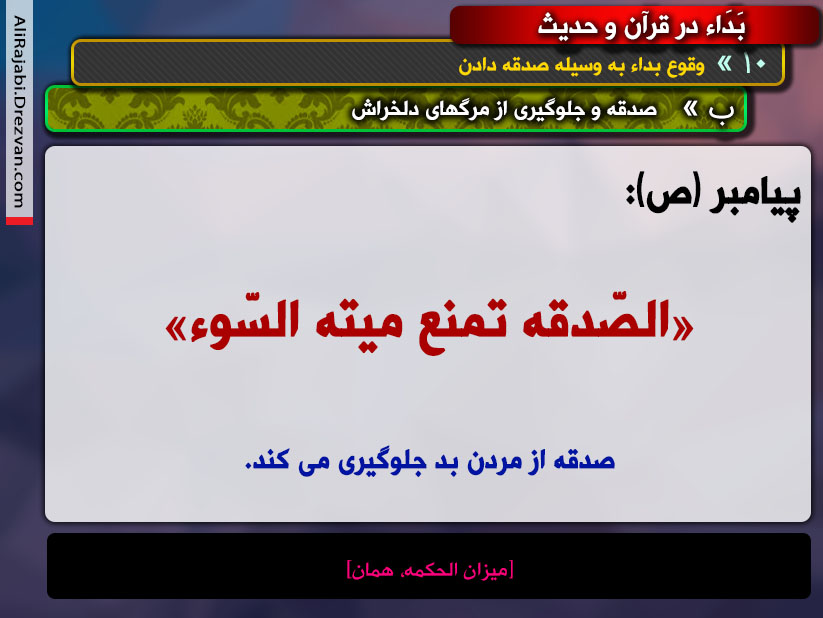 بَدَاء در قرآن و حدیث
۱۰ » وقوع بداء به وسیله صدقه دادن
ب » صدقه و جلوگیری از مرگهای دلخراش
پیامبر (ص):
«الصّدقه تمنع میته السّوء»
صدقه از مردن بد جلوگیری می کند.
[میزان الحکمه، همان]
AliRajabi.Drezvan.com